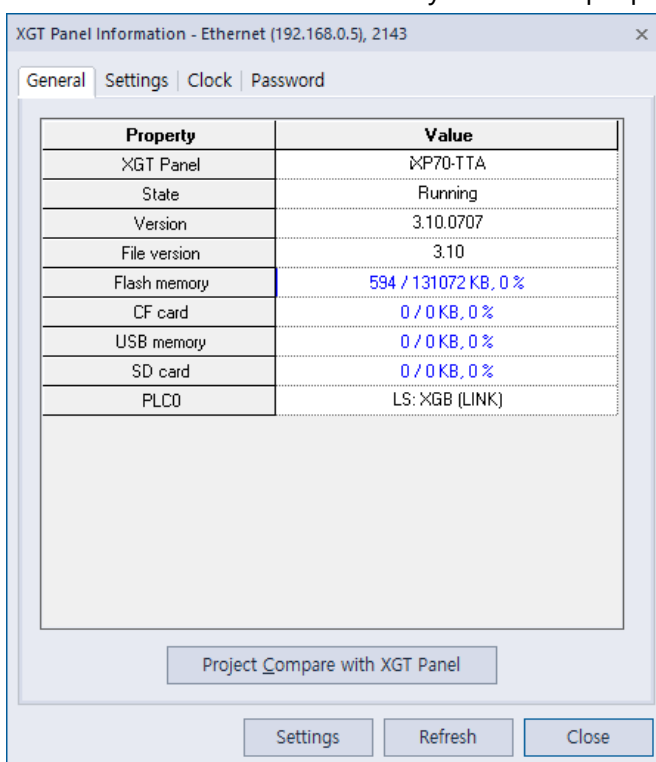 XGT Panel Information - Ethernet (192.168.0.5), 2143
General Settings Clock Password
Property Value
XGT Panel iXP70-TTA
State Running
Version 3.10.0707
File version 3.10
Flash memory 594 / 131072 KB, 0 %
CF card 0 / 0 KB, 0 %
USB memory 0 / 0 KB, 0 %
SD card 0 / 0 KB, 0 %
PLC0 LS: XGB (LINK)
Project Compare with XGT Panel
Settings Refresh Close